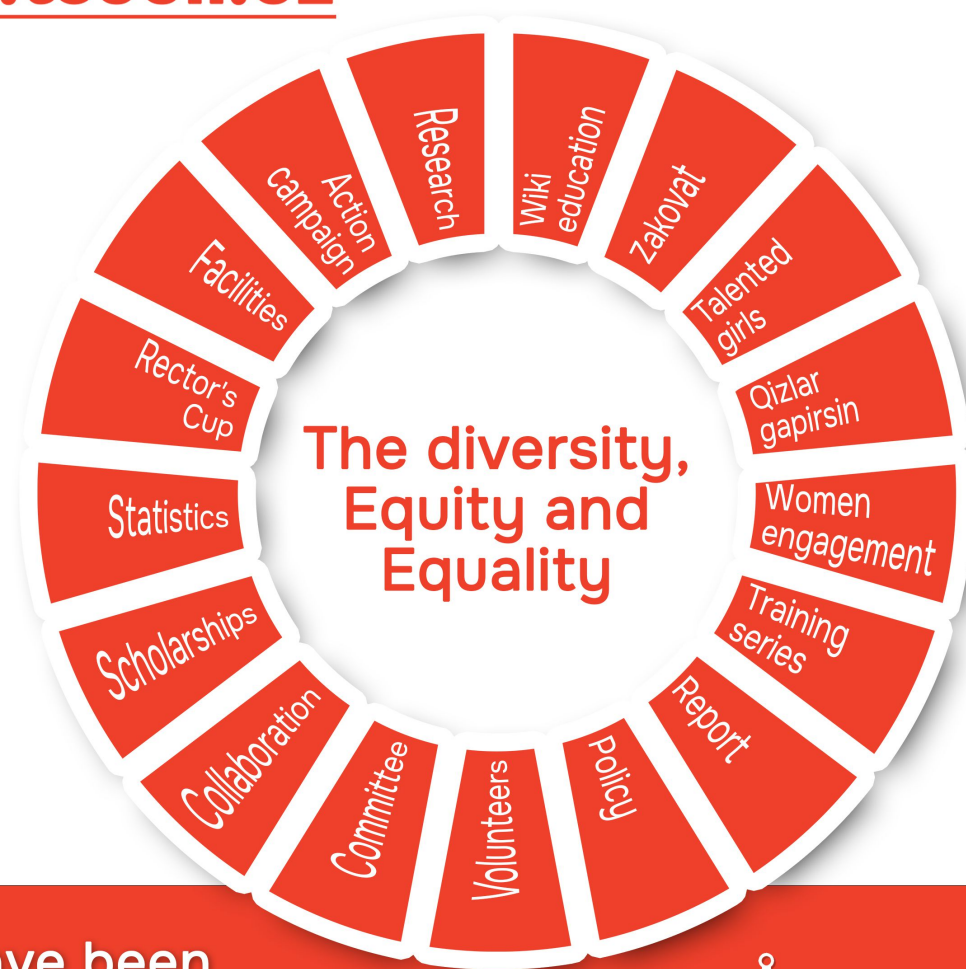 The diversity,
Equity and
Equality
Wiki
education
Zakovat
Talented
girls
Qizlar
gapirsin
Women
engagement
Training
series
Report
Policy
Volunteers
Committee
Collaboration
Scholarships
Statistics
Rector's
Cup
Facilities
Action
campaign
Research
been